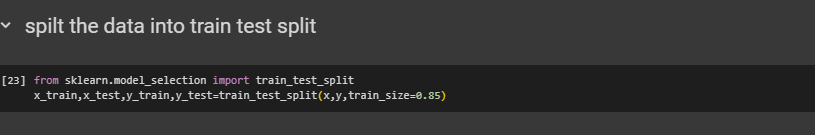 spilt the data into train test split
[23] from sklearn.model_selection import train_test_split
x_train,x_test,y_train,y_test=train_test_split(x,y,train_size=0.85)